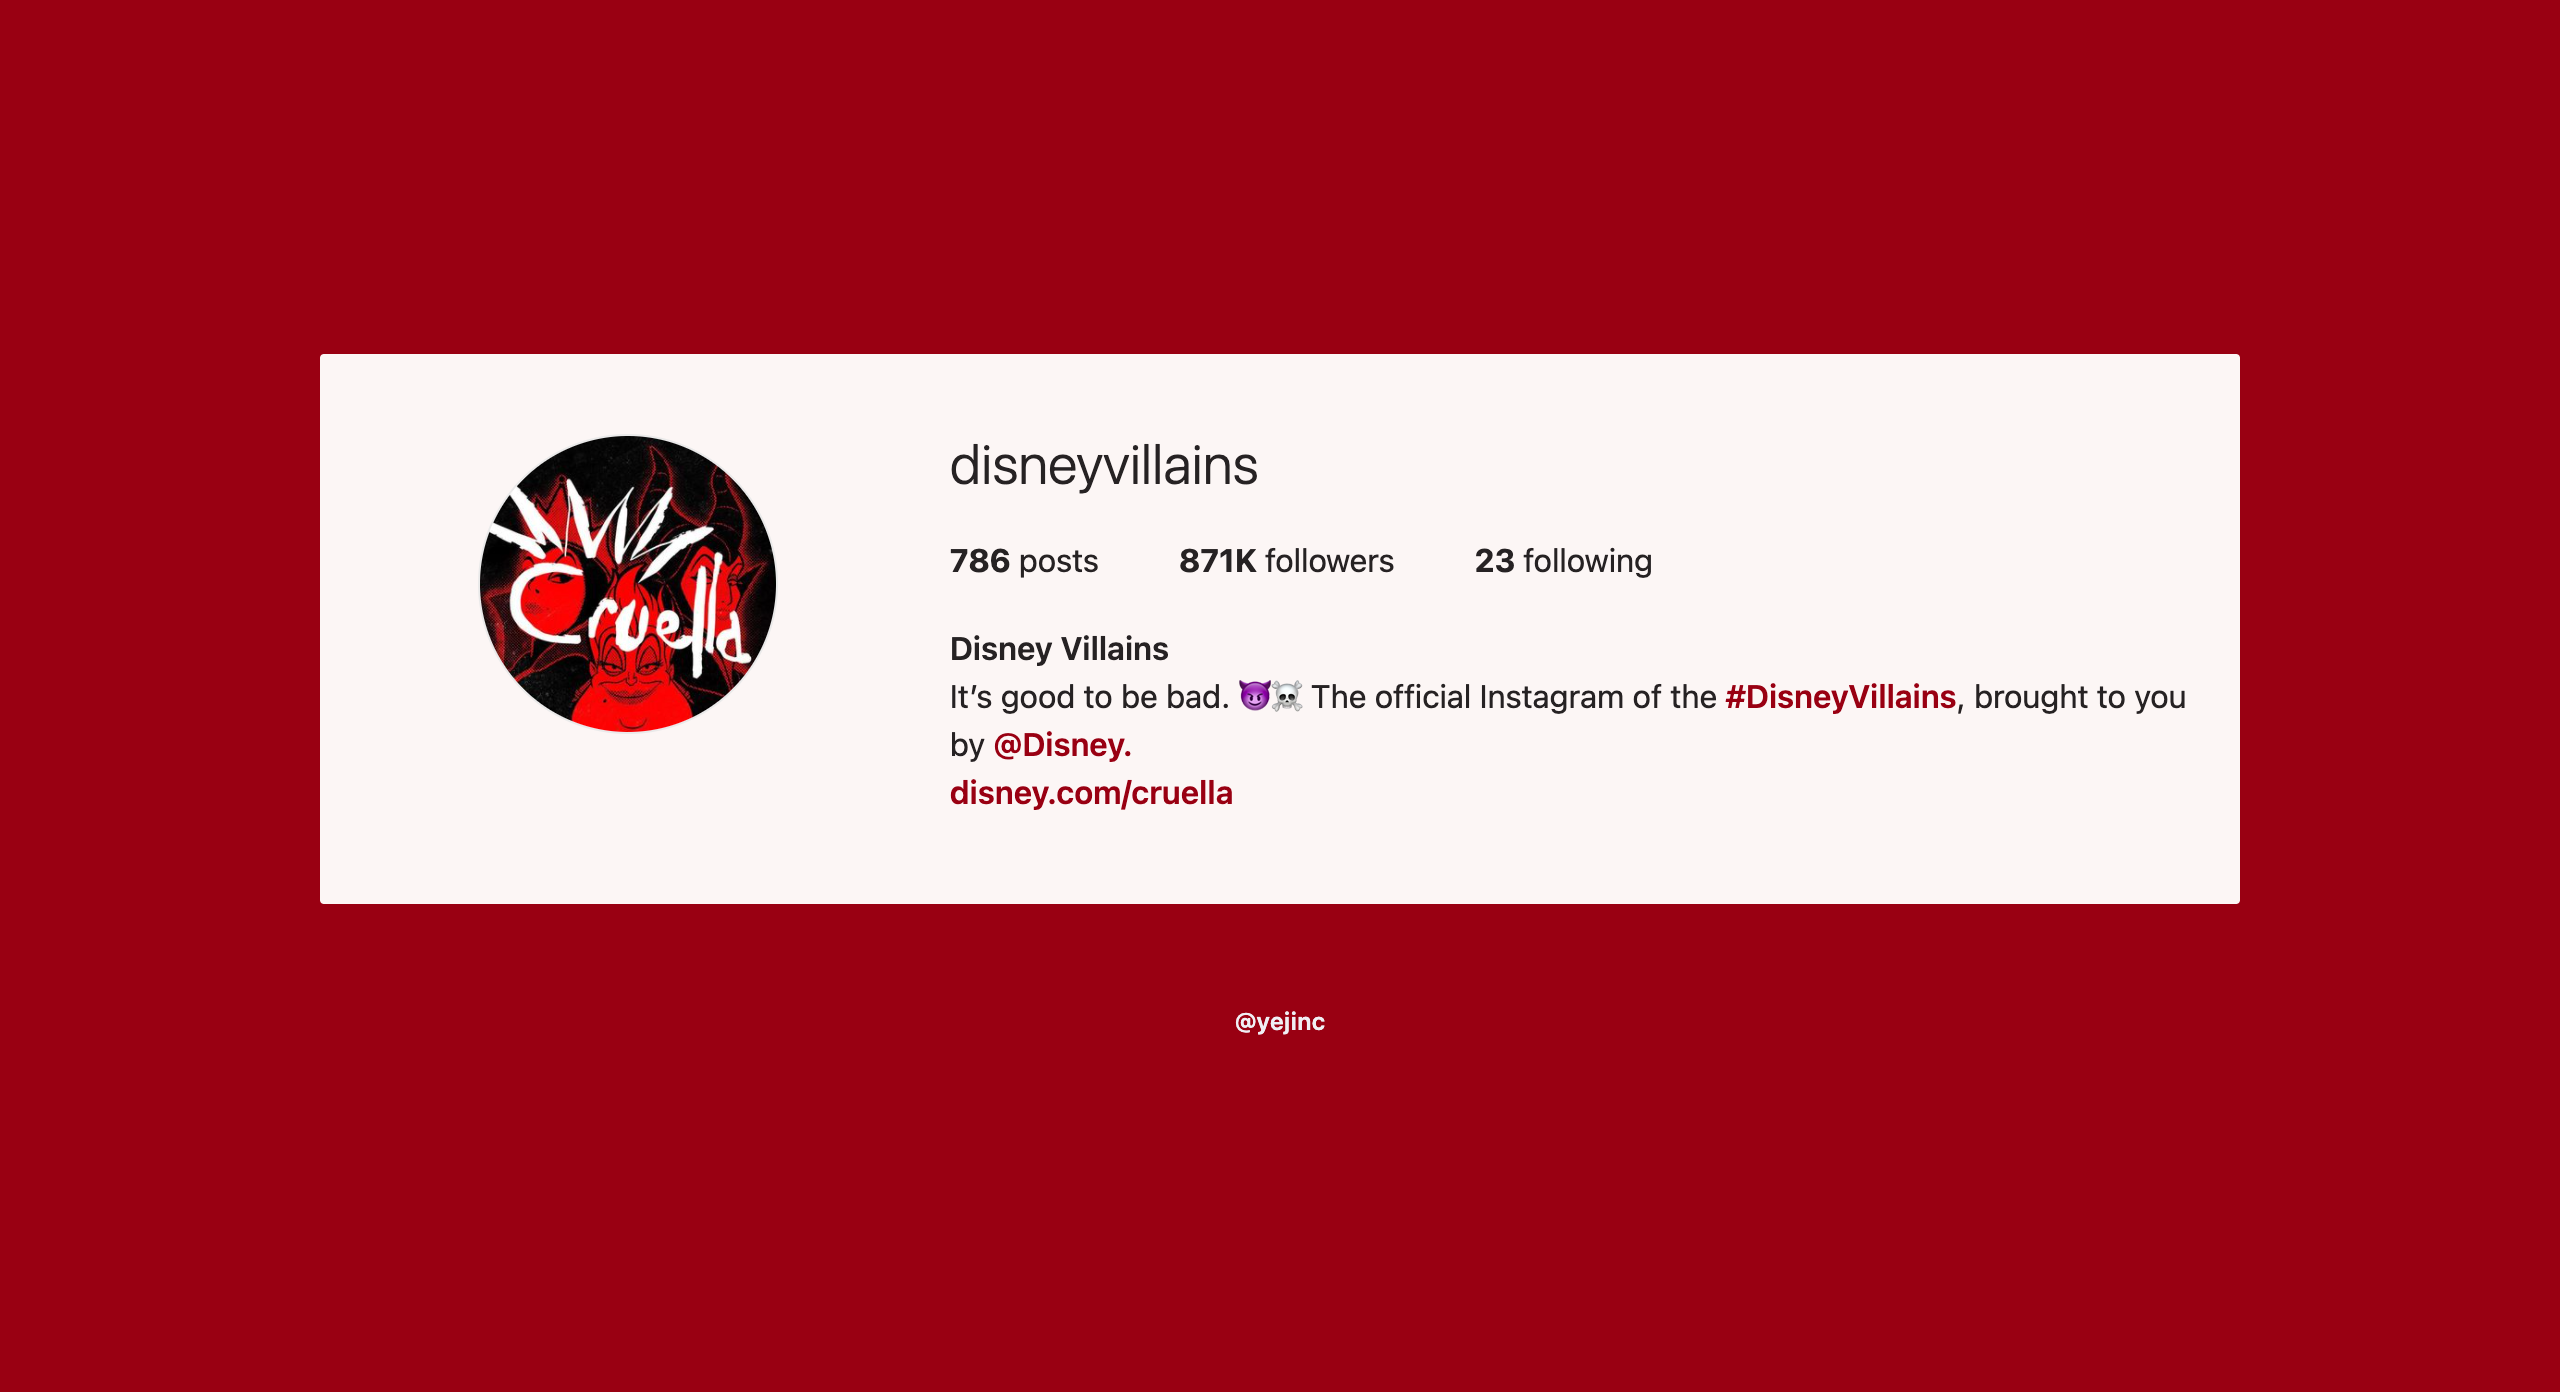 Cruella
disneyvillains
786 posts 871K followers 23 following
Disney Villains
It’s good to be bad. 😈☠️ The official Instagram of the #DisneyVillains, brought to you
by @Disney.
disney.com/cruella
@yejinc